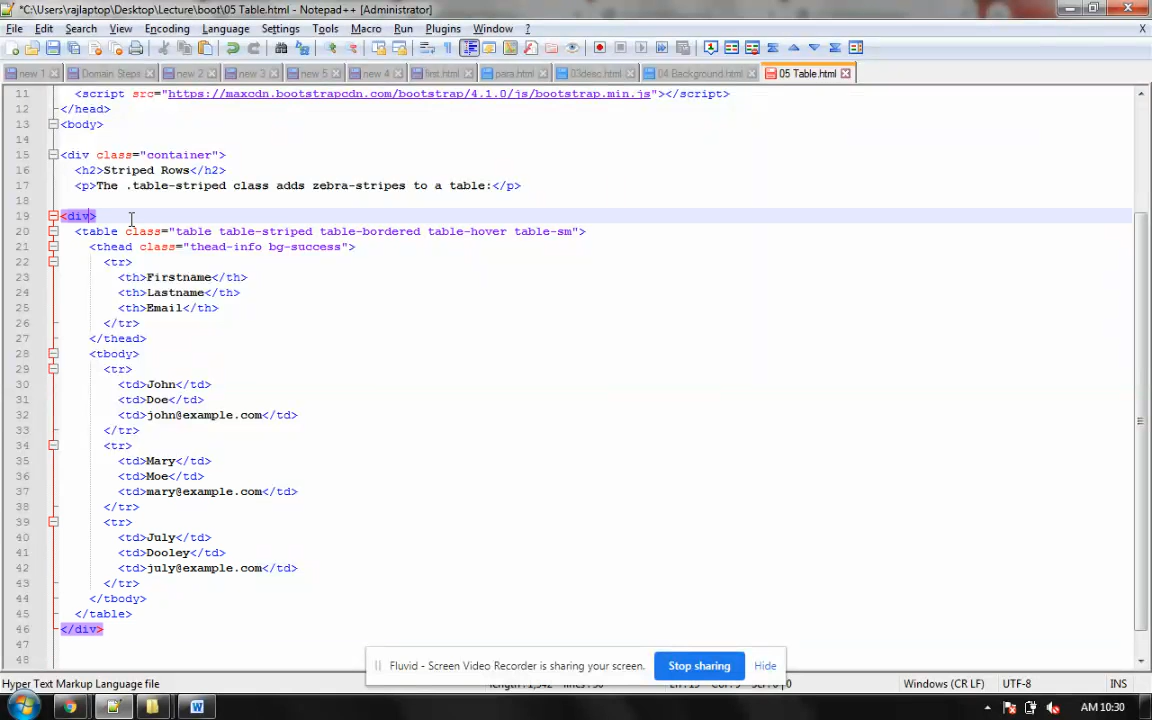 *C:\Users\rajlaptop\Desktop\Lecture\boot\05 Table.html - Notepad++ [Administrator]
File Edit Search View Encoding Language Settings Tools Macro Run Plugins Window ? X
new 1 Domain Steps new 2 new 3 new 5 new 4 first.html para.html 03deac.html 04 Background.html 05 Table.html
11 <script src="https://maxcdn.bootstrapcdn.com/bootstrap/4.1.0/js/bootstrap.min.js"></script>
12 </head>
13 <body>
14
15 <div class="container">
16 <h2>Striped Rows</h2>
17 <p>The .table-striped class adds zebra-stripes to a table:</p>
18
19 <div>
20 <table class="table table-striped table-bordered table-hover table-sm">
21 <thead class="thead-info bg-success">
22 <tr>
23 <th>Firstname</th>
24 <th>Lastname</th>
25 <th>Email</th>
26 </tr>
27 </thead>
28 <tbody>
29 <tr>
30 <td>John</td>
31 <td>Doe</td>
32 <td>john@example.com</td>
33 </tr>
34 <tr>
35 <td>Mary</td>
36 <td>Moe</td>
37 <td>mary@example.com</td>
38 </tr>
39 <tr>
40 <td>July</td>
41 <td>Dooley</td>
42 <td>july@example.com</td>
43 </tr>
44 </tbody>
45 </table>
46 </div>
47
48
Fluvid - Screen Video Recorder is sharing your screen. Stop sharing Hide
Hyper Text Markup Language file Windows (CR LF) UTF-8 INS
AM 10:30